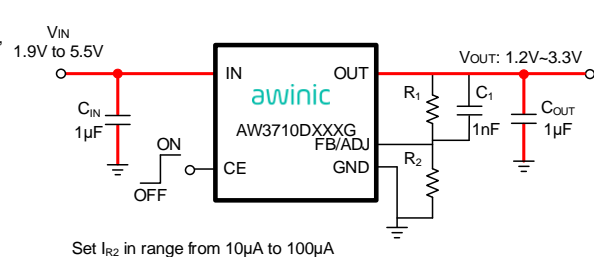 VIN
1.9V to 5.5V
VOUT: 1.2V~3.3V
IN
OUT
awinic
R1
C1
1nF
CIN
1µF
COUT
1µF
AW3710DXXXG
FB/ADJ
ON
CE
OFF
GND
R2
Set IR2 in range from 10µA to 100µA